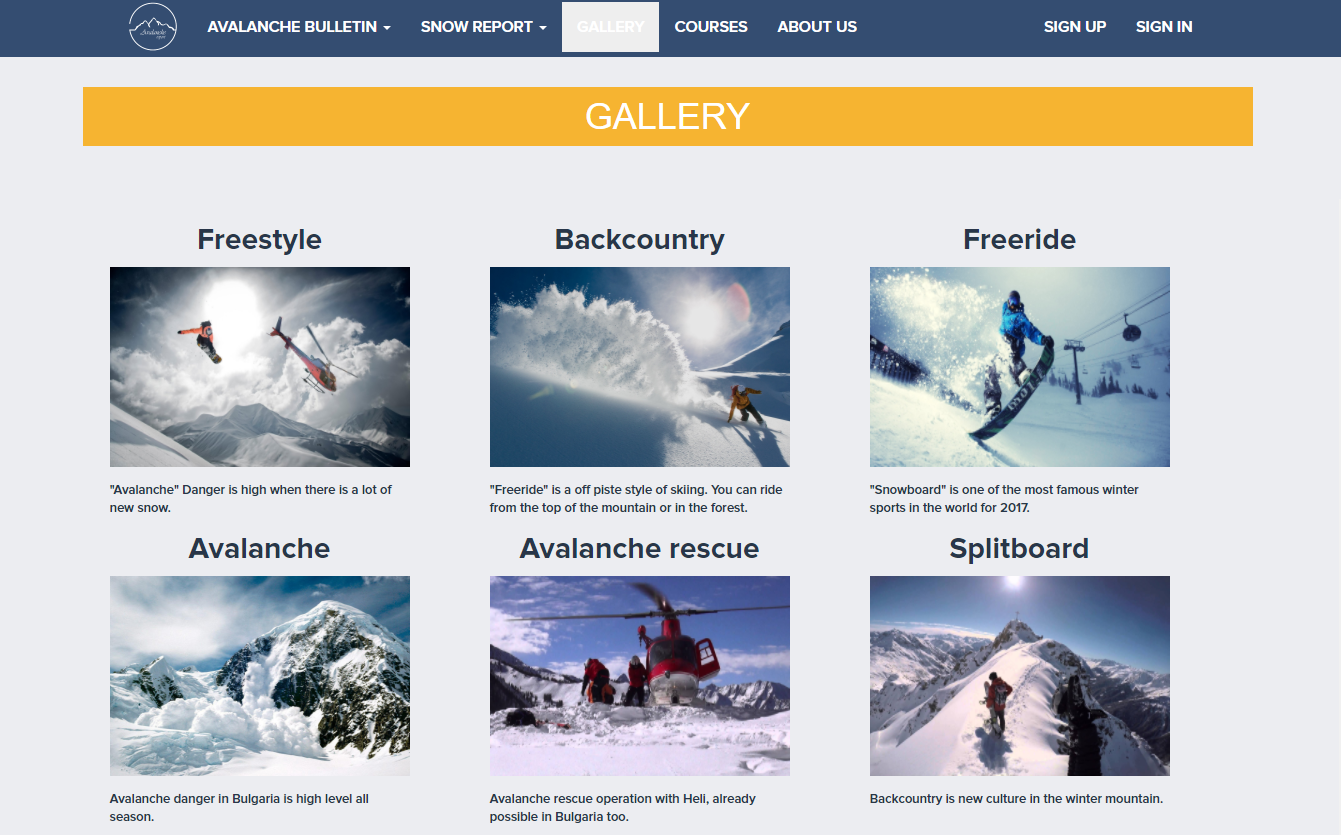 AVALANCHE BULLETIN SNOW REPORT GALLERY COURSES ABOUT US SIGN UP SIGN IN
GALLERY
Freestyle
"Avalanche" Danger is high when there is a lot of
new snow.
Backcountry
"Freeride" is a off piste style of skiing. You can ride
from the top of the mountain or in the forest.
Freeride
"Snowboard" is one of the most famous winter
sports in the world for 2017.
Avalanche
Avalanche danger in Bulgaria is high level all
season.
Avalanche rescue
Avalanche rescue operation with Heli, already
possible in Bulgaria too.
Splitboard
Backcountry is new culture in the winter mountain.